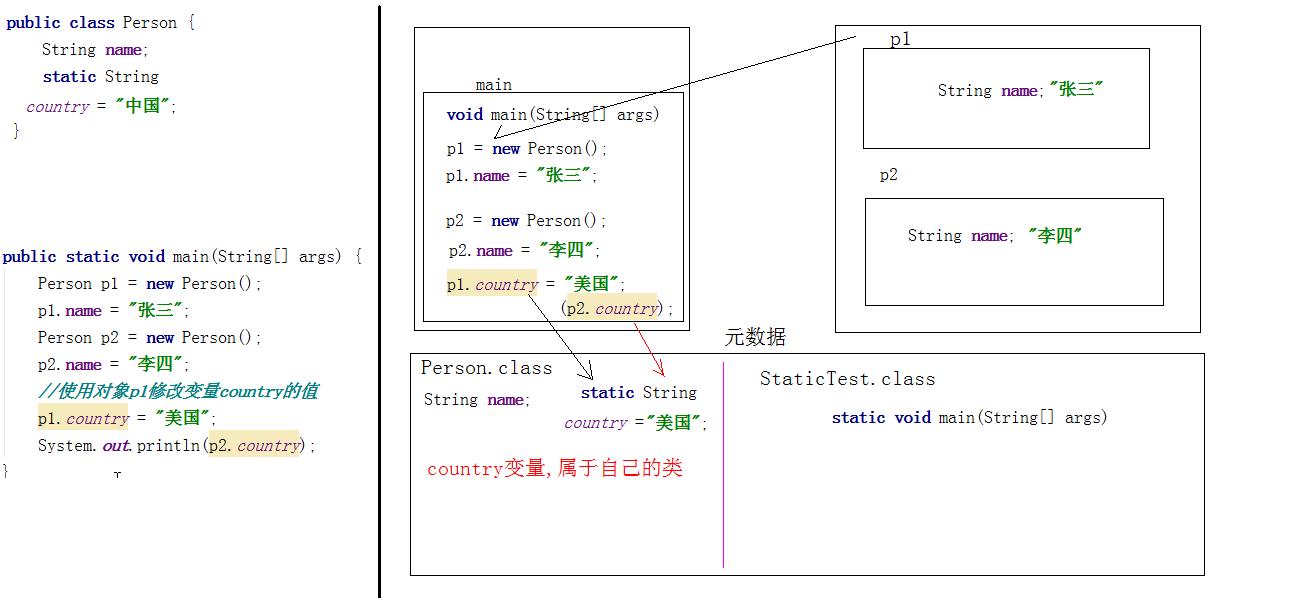 public class Person {
String name;
static String
country = "中国";
}
public static void main(String[] args) {
Person p1 = new Person();
p1.name = "张三";
Person p2 = new Person();
p2.name = "李四";
//使用对象p1修改变量country的值
p1.country = "美国";
System.out.println(p2.country);
}
main
void main(String[] args)
p1 = new Person();
p1.name = "张三";
p2 = new Person();
p2.name = "李四";
p1.country = "美国";
(p2.country);
p1
String name; "张三"
p2
String name; "李四"
元数据
Person.class
String name;
static String
country ="美国";
country变量,属于自己的类
StaticTest.class
static void main(String[] args)